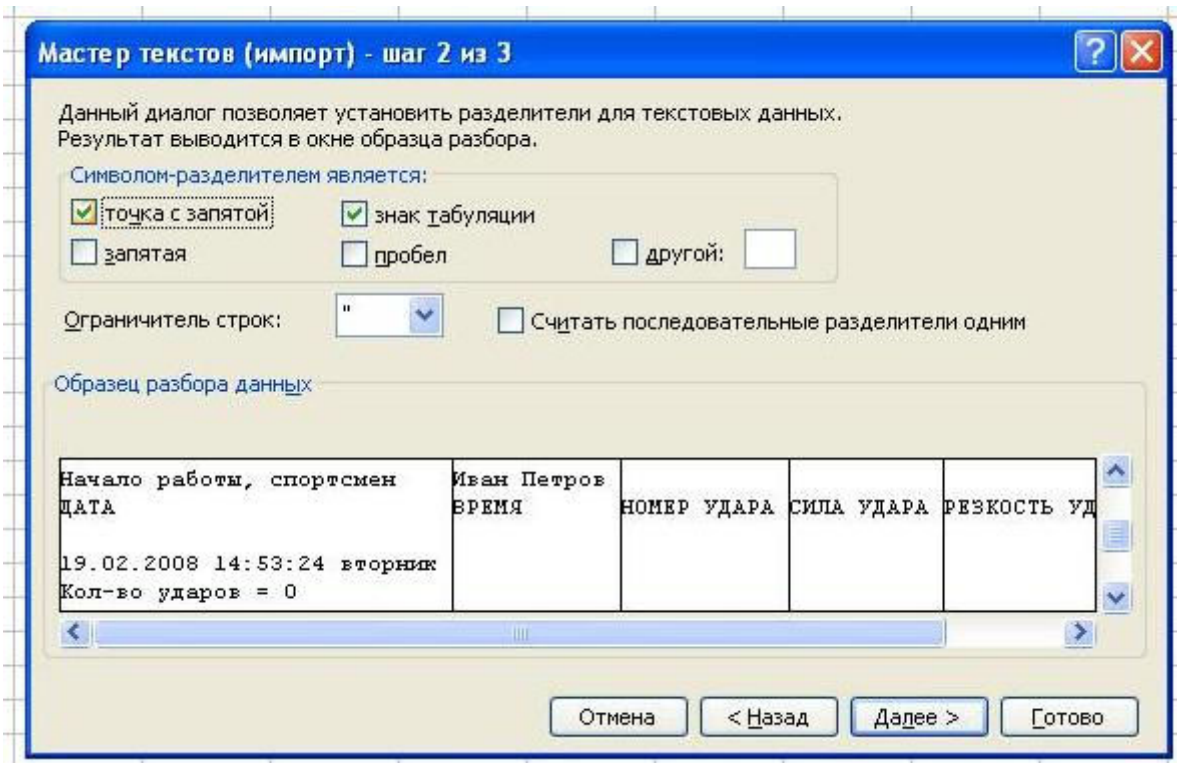 Мастер текстов (импорт) - шаг 2 из 3
Данный диалог позволяет установить разделители для текстовых данных.
Результат выводится в окне образца разбора.
Символом-разделителем является:
точка с запятой знак табуляции
запятая пробел другой:
Ограничитель строк: " Считать последовательные разделители одним
Образец разбора данных
Начало работы, спортсмен Иван Петров
ДАТА ВРЕМЯ НОМЕР УДАРА СИЛА УДАРА РЕЗКОСТЬ УД
19.02.2008 14:53:24 вторник
Кол-во ударов = 0
Отмена < Назад Далее > Готово